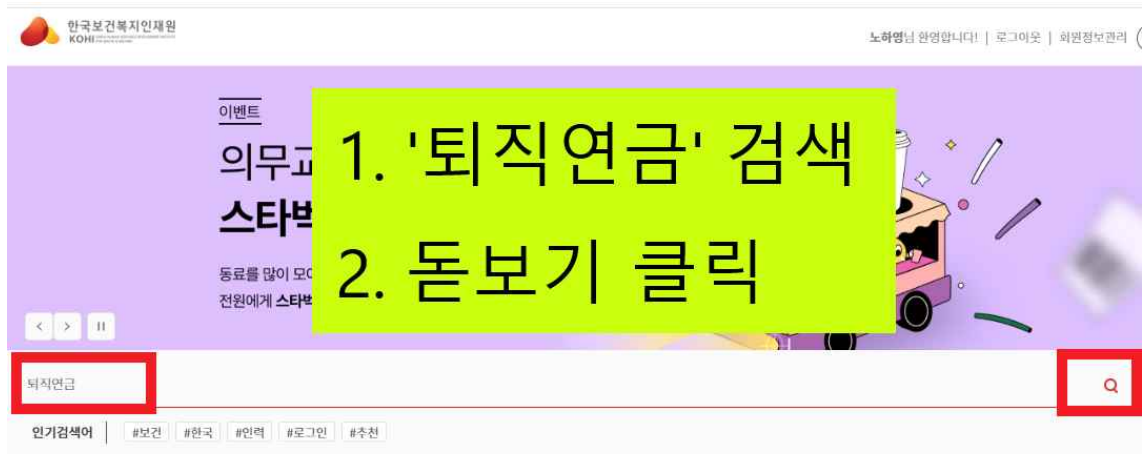 한국보건복지인재원
KOHI
노하영님 환영합니다! | 로그아웃 | 회원정보관리
이벤트
의무교
스타벅
동료를 많이 모아
전원에게 스타벅
1. '퇴직연금' 검색
2. 돋보기 클릭
퇴직연금
인기검색어 | #보건 #한국 #인력 #로그인 #추천